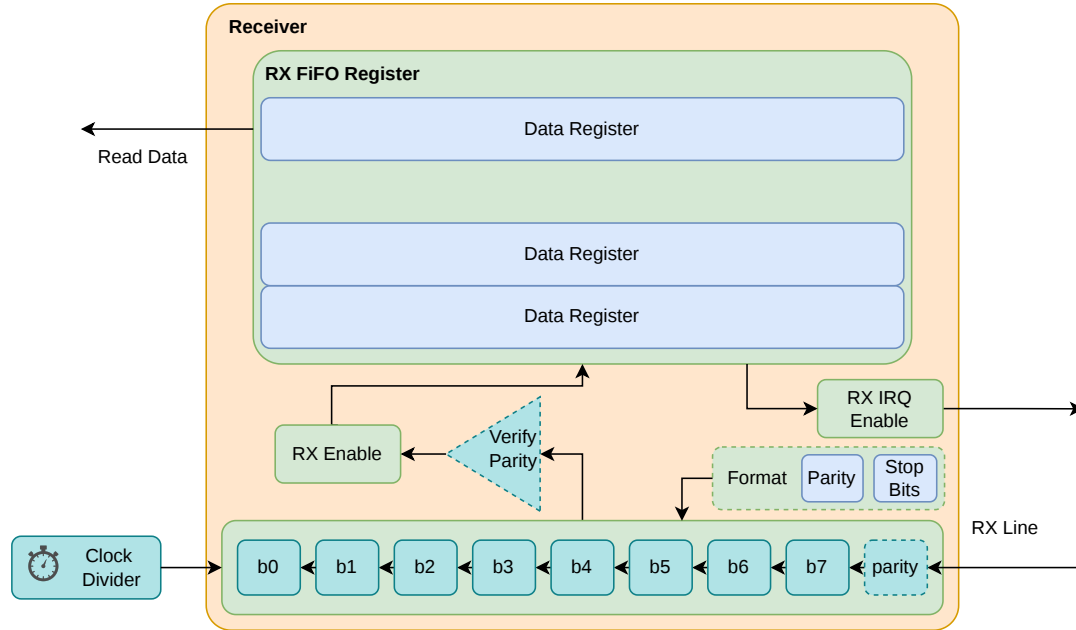 Receiver
RX FiFO Register
Data Register
Read Data
Data Register
Data Register
RX IRQ
Enable
Verify
Parity
RX Enable
Format
Parity
Stop
Bits
RX Line
Clock
Divider
b0
b1
b2
b3
b4
b5
b6
b7
parity